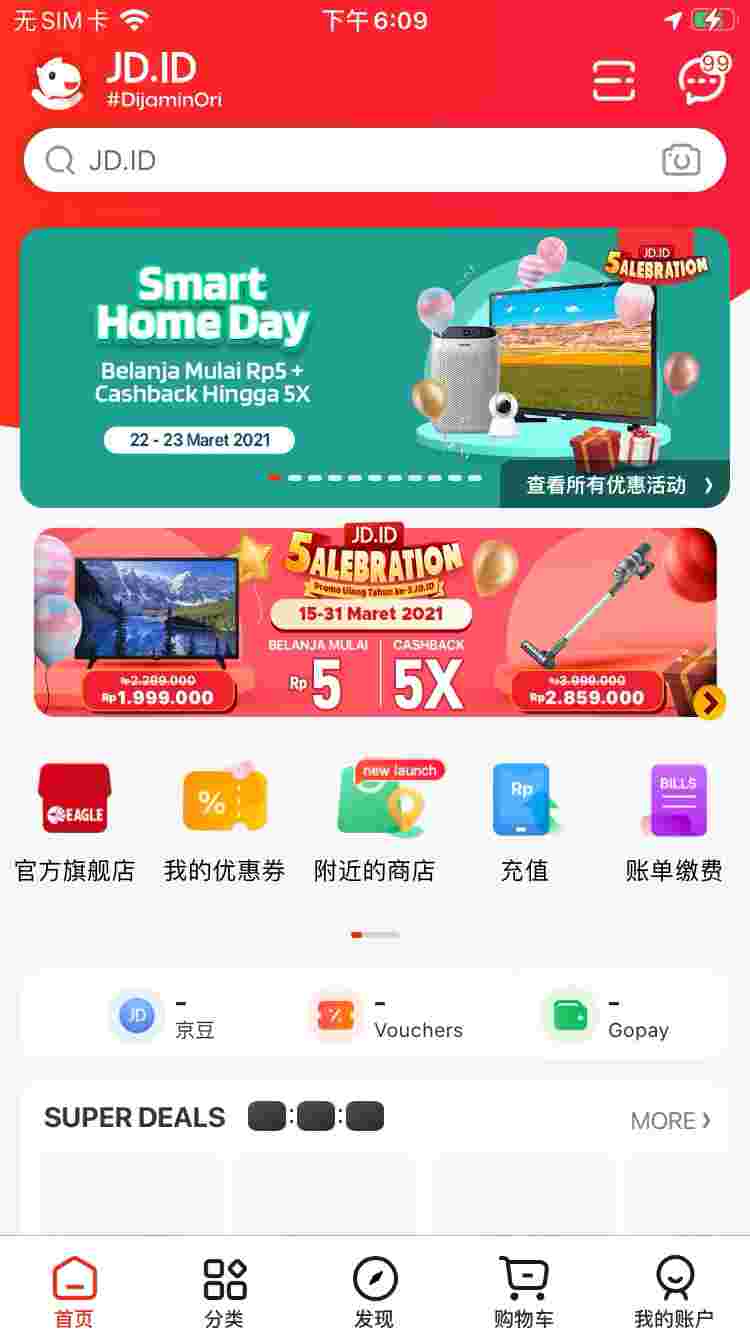 无SIM卡
下午6:09
JD.ID
#DijaminOri
99
JD.ID
JD.ID
5ALEBRATION
Smart
Home Day
Belanja Mulai Rp5 +
Cashback Hingga 5X
22 - 23 Maret 2021
查看所有优惠活动 》
JD.ID
5ALEBRATION
Promo Ulang Tahun ke-5 JD.ID
15-31 Maret 2021
BELANJA MULAI
Rp5
CASHBACK
5X
Rp2.299.000
Rp1.999.000
Rp3.999.000
Rp2.859.000
EAGLE
%
new launch
Rp
BILLS
官方旗舰店
我的优惠券
附近的商店
充值
账单缴费
JD
-
京豆
-
Vouchers
-
Gopay
SUPER DEALS
: :
MORE
首页
分类
发现
购物车
我的账户